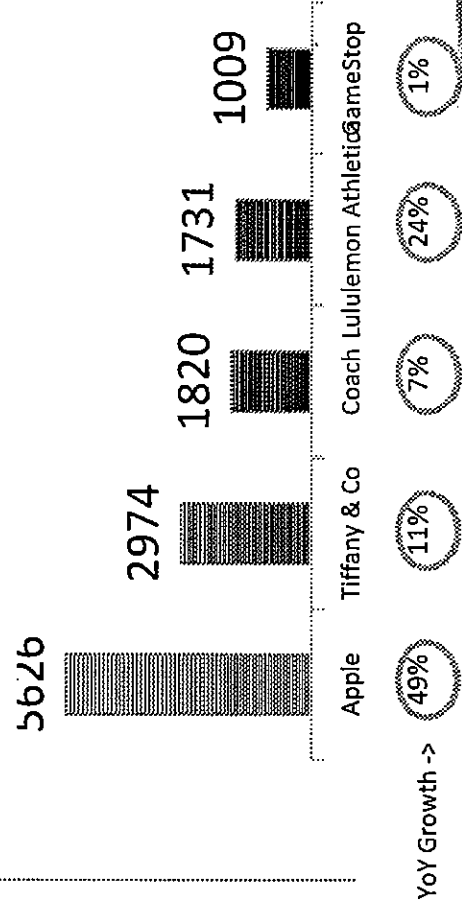 5626
2974
1820
1731
1009
Apple
Tiffany & Co
Coach
Lululemon Athletica
GameStop
YoY Growth ->
49%
11%
7%
24%
1%